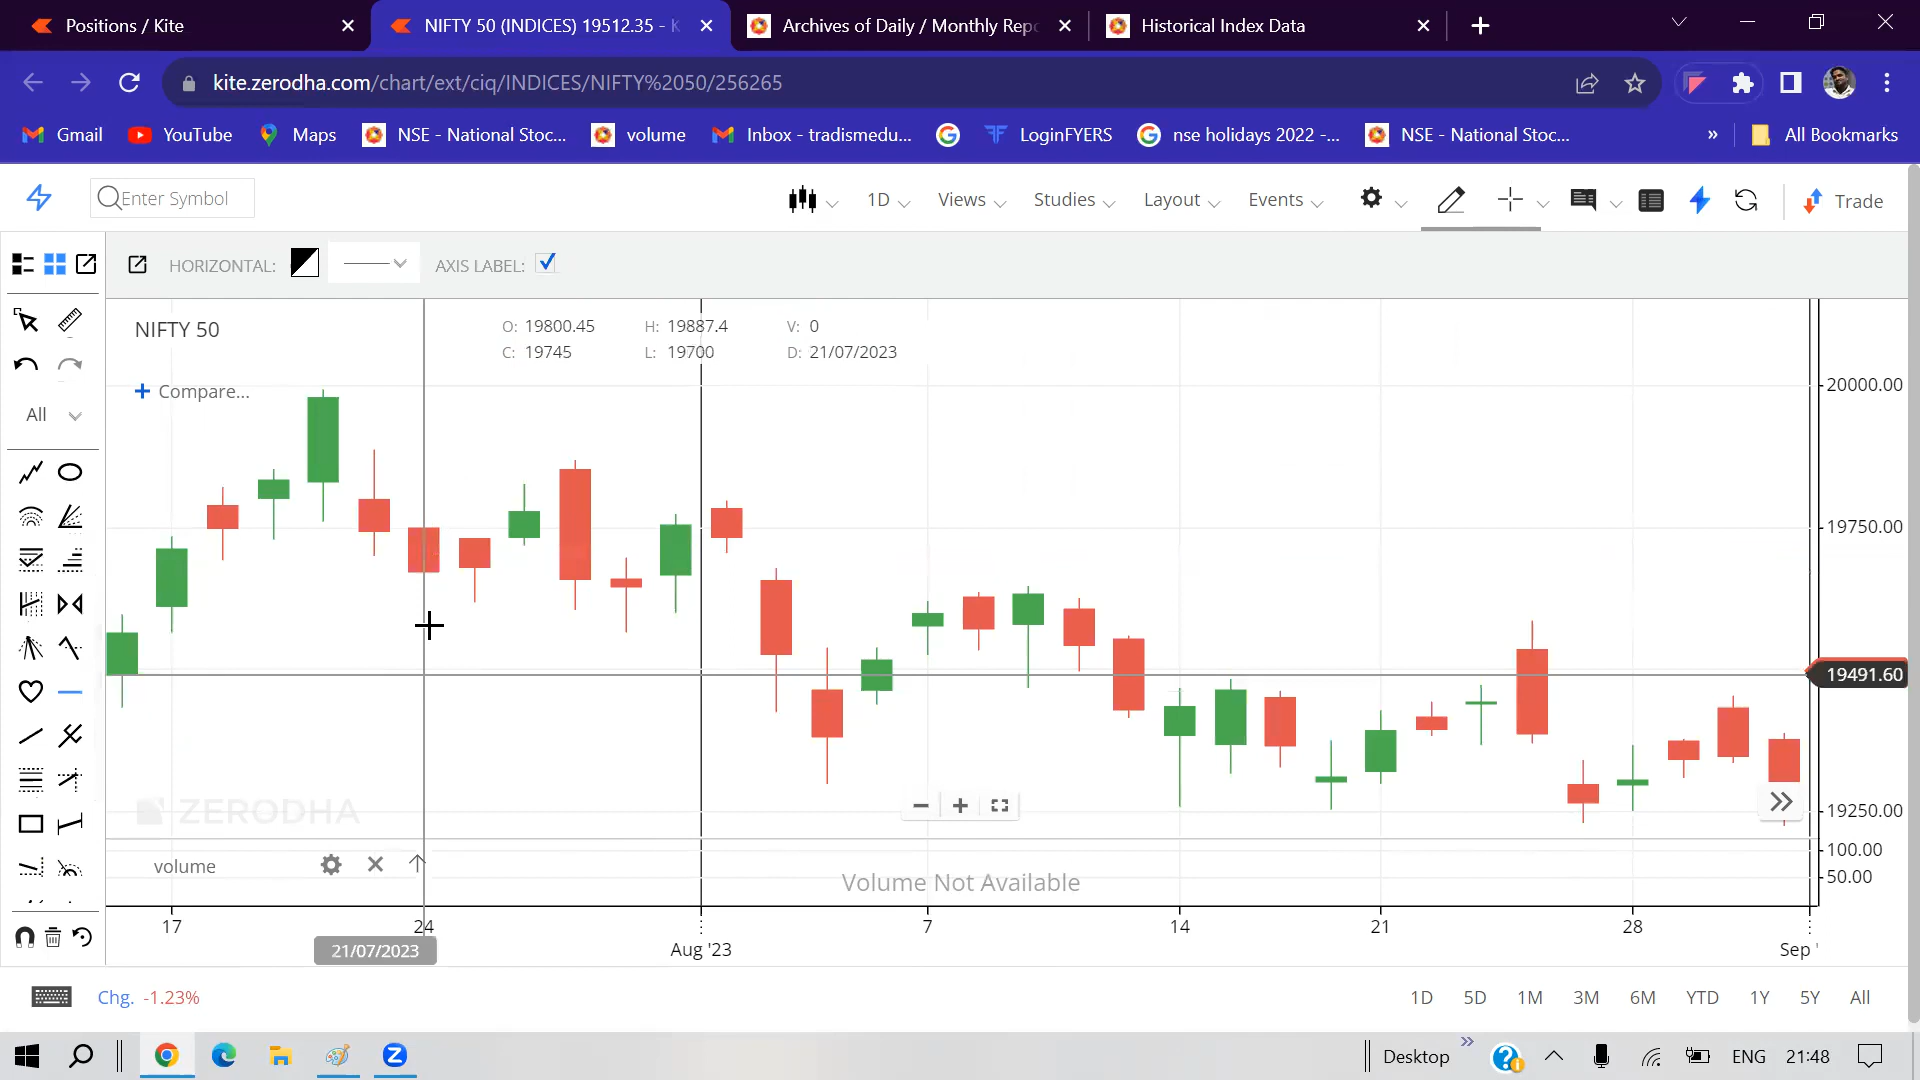 Positions / Kite
NIFTY 50 (INDICES) 19512.35 - K
Archives of Daily / Monthly Repo
Historical Index Data
kite.zerodha.com/chart/ext/ciq/INDICES/NIFTY%2050/256265
Gmail YouTube Maps NSE - National Stoc... volume Inbox - tradismedu... LoginFYERS nse holidays 2022 -... NSE - National Stoc... » All Bookmarks
Enter Symbol 1D Views Studies Layout Events Trade
HORIZONTAL: AXIS LABEL:
NIFTY 50
O: 19800.45 H: 19887.4 V: 0
C: 19745 L: 19700 D: 21/07/2023
+ Compare...
All
20000.00
19750.00
19491.60
19250.00
ZERODHA
volume
100.00
Volume Not Available
50.00
17 24 7 14 21 28
21/07/2023 Aug '23 Sep '
Chg. -1.23%
1D 5D 1M 3M 6M YTD 1Y 5Y All
Desktop » ENG 21:48